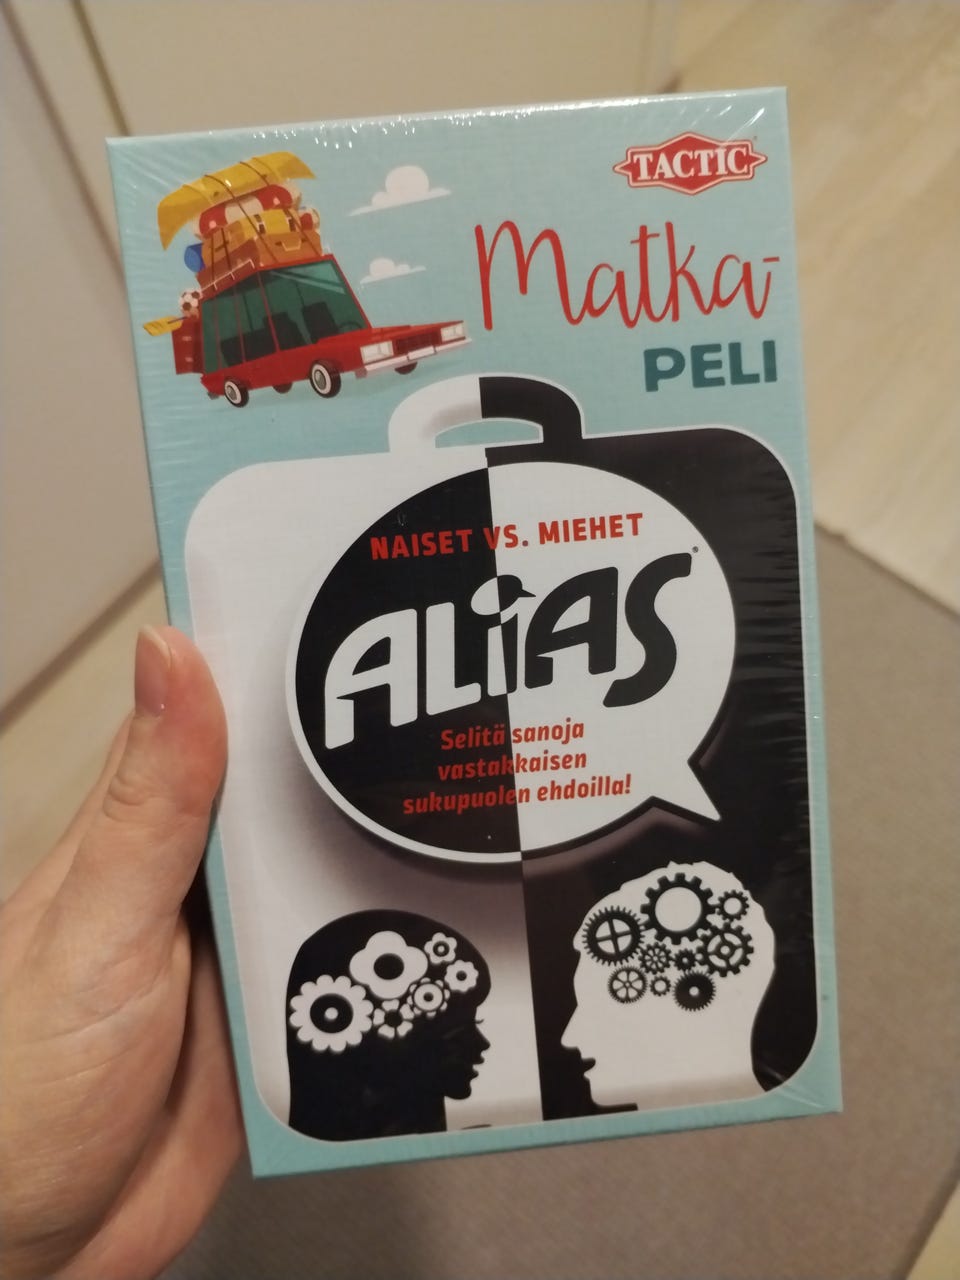 TACTIC
Matka-
PELI
NAISET VS. MIEHET
ALiAS
Selitä sanoja
vastakkaisen
sukupuolen ehdoilla!